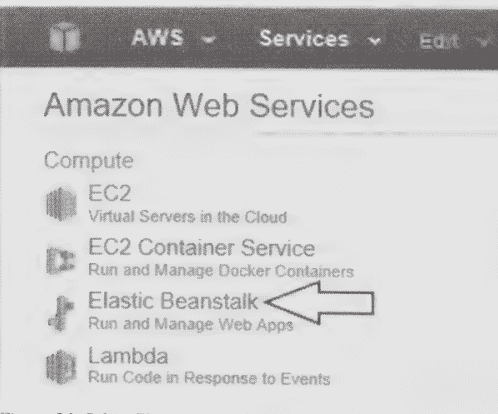 AWS Services Edit
Amazon Web Services
Compute
EC2
Virtual Servers in the Cloud
EC2 Container Service
Run and Manage Docker Containers
Elastic Beanstalk
Run and Manage Web Apps
Lambda
Run Code in Response to Events